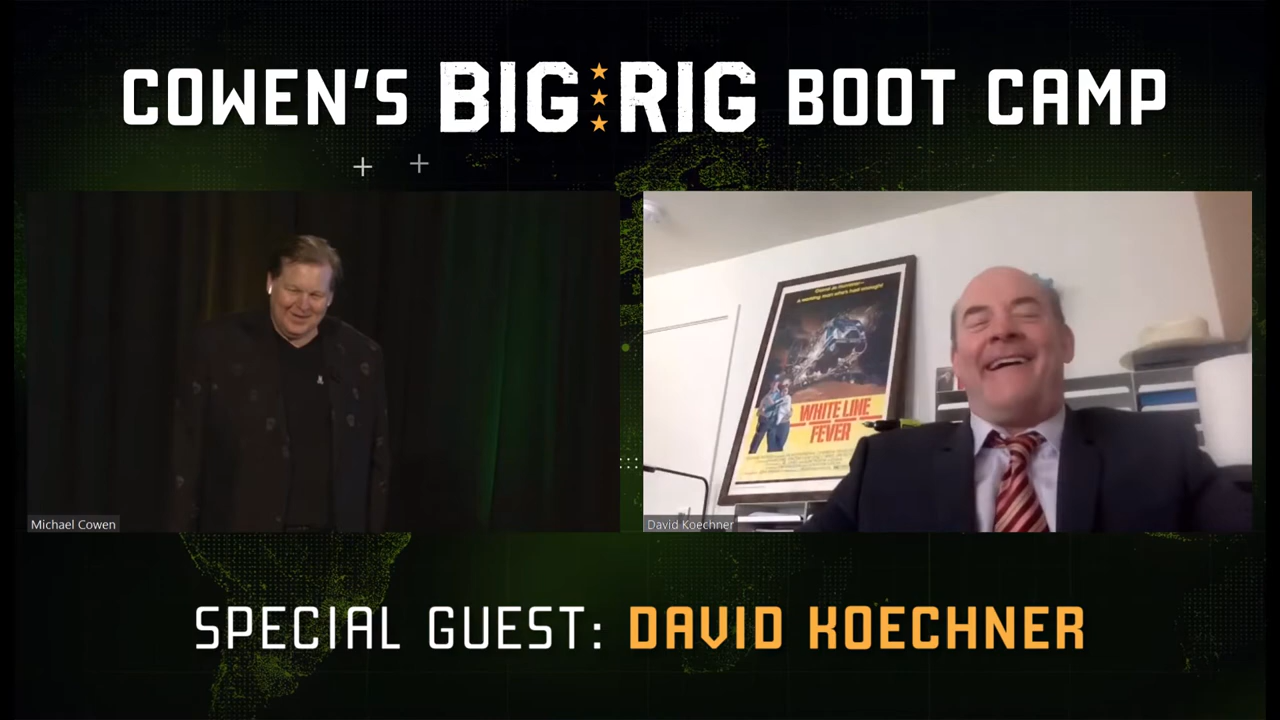 COWEN'S BIG RIG BOOT CAMP
WHITE LINE
FEVER
Michael Cowen
David Koechner
SPECIAL GUEST: DAVID KOECHNER